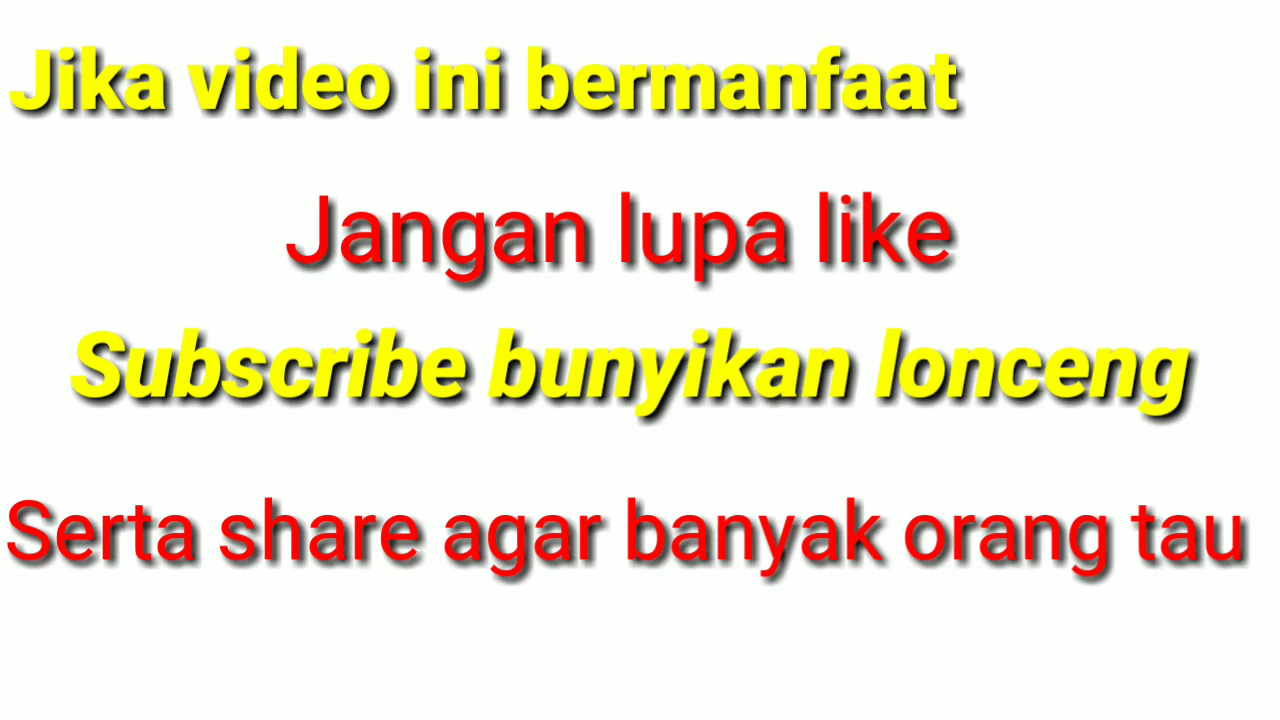 Jika video ini bermanfaat
Jangan lupa like
Subscribe bunyikan lonceng
Serta share agar banyak orang tau